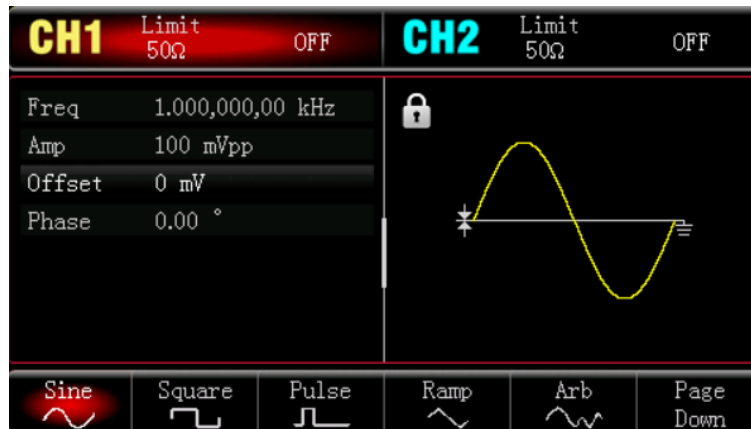 CH1 Limit 50Ω OFF
CH2 Limit 50Ω OFF
Freq 1.000,000,00 kHz
Amp 100 mVpp
Offset 0 mV
Phase 0.00 °
Sine Square Pulse Ramp Arb Page Down